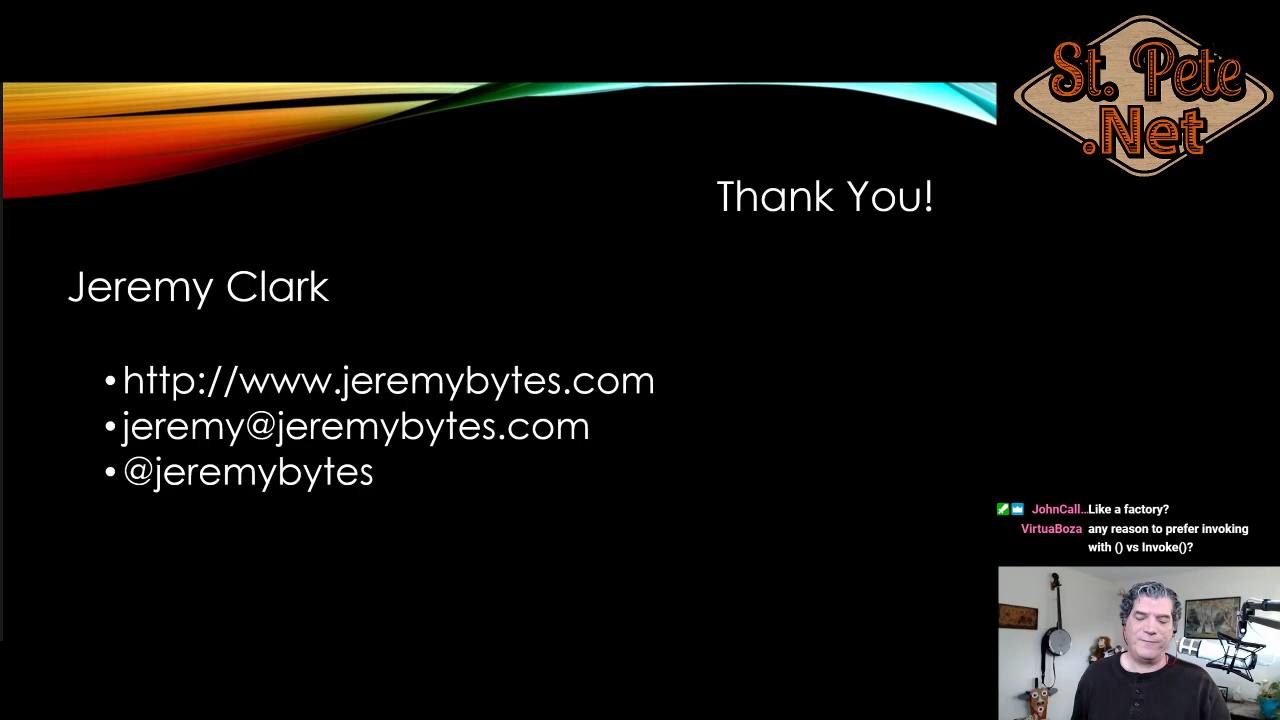 St. Pete
.Net
Thank You!
Jeremy Clark
• http://www.jeremybytes.com
• jeremy@jeremybytes.com
• @jeremybytes
JohnCall... Like a factory?
VirtuaBoza any reason to prefer invoking
with () vs Invoke()?